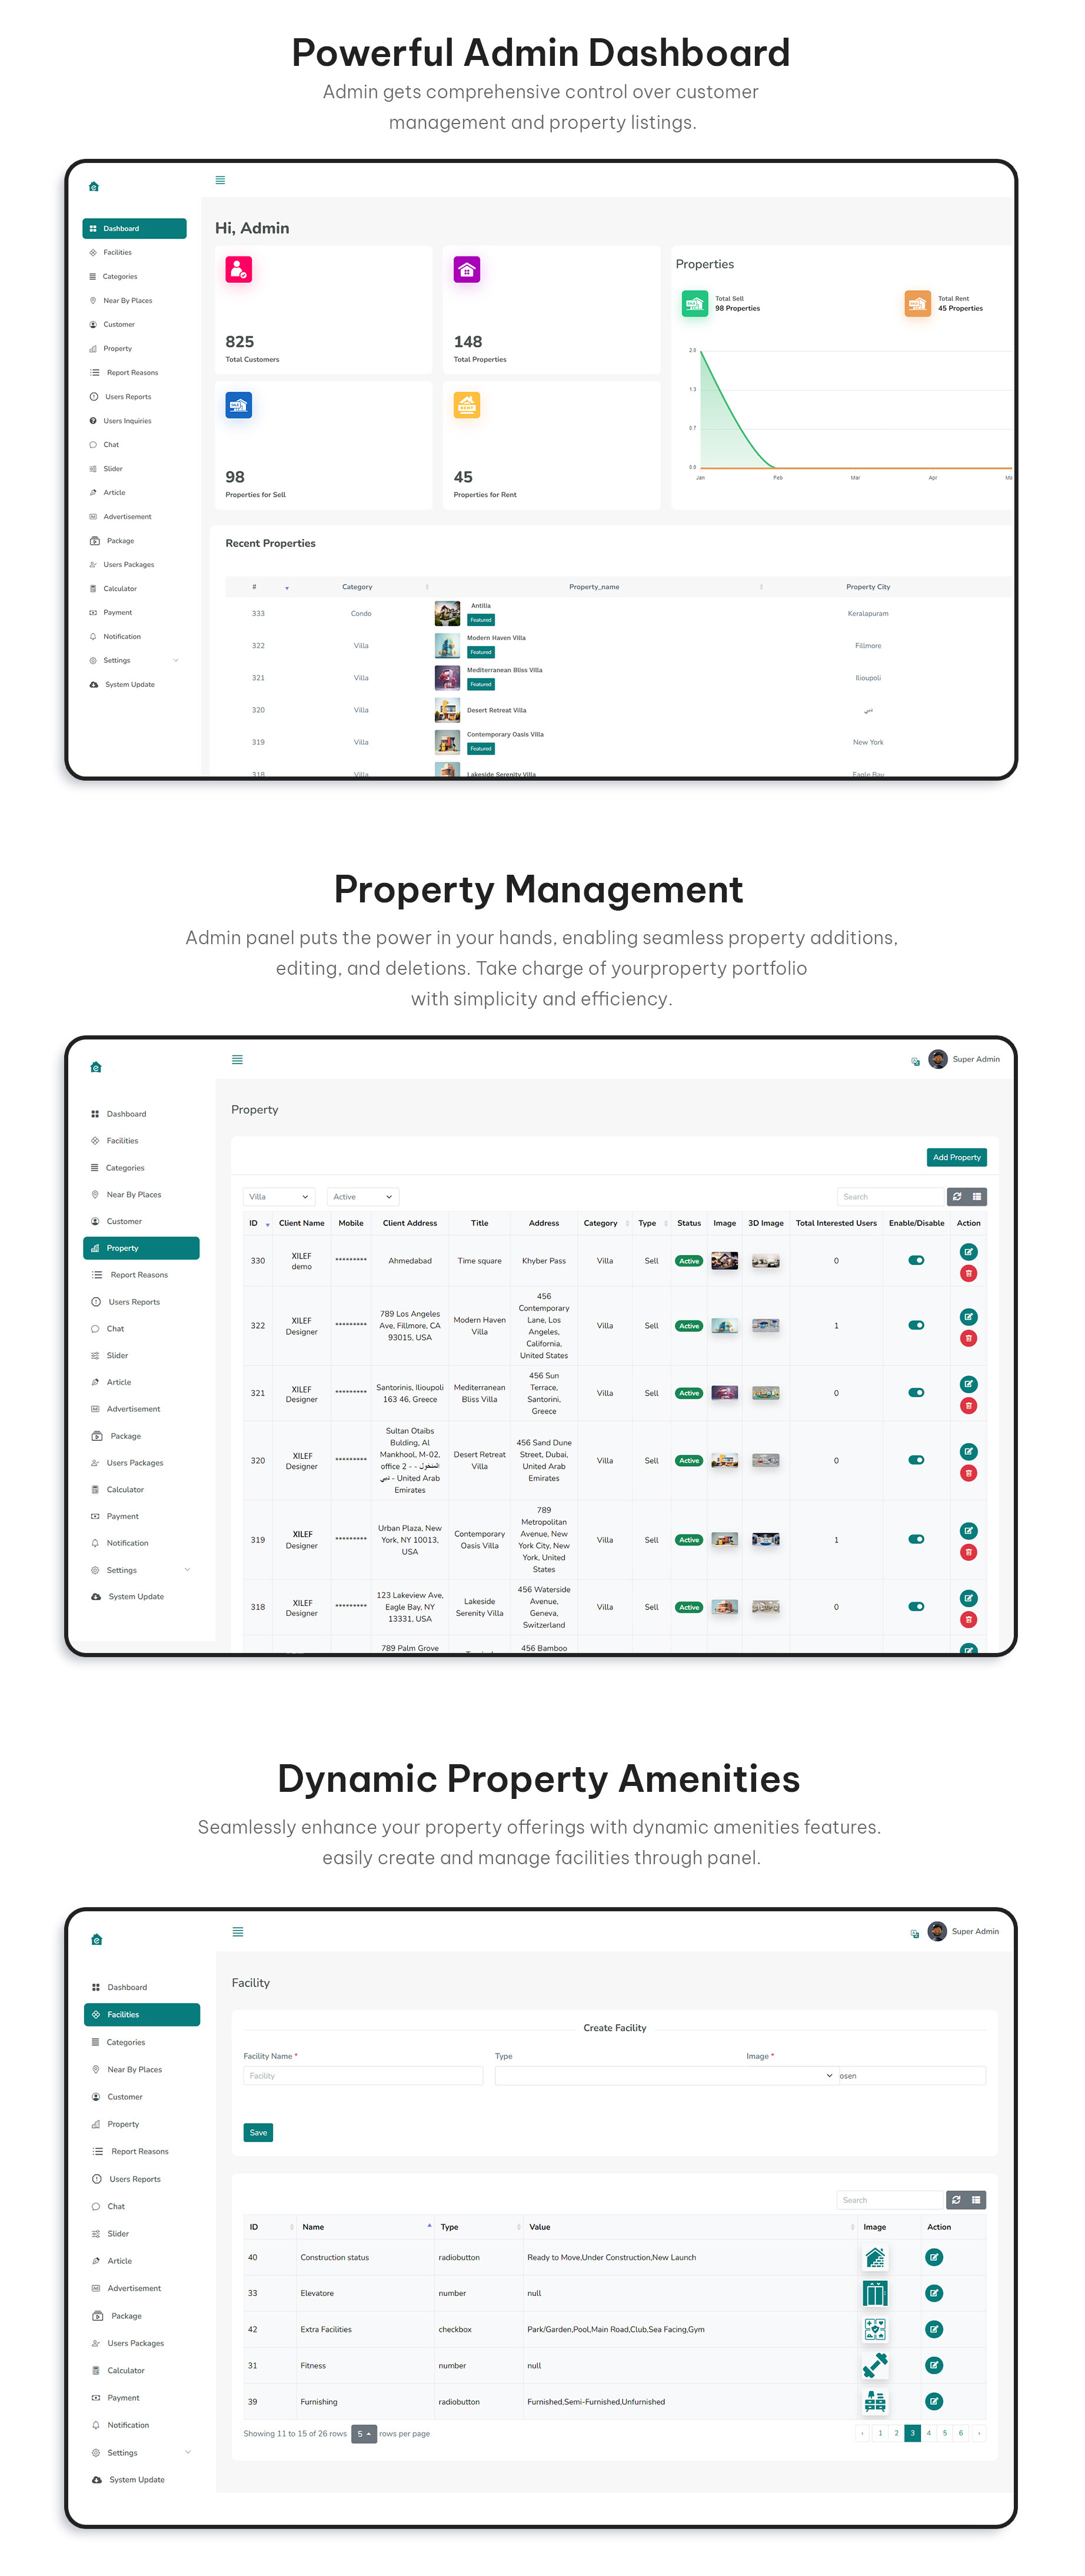 Powerful Admin Dashboard
Admin gets comprehensive control over customer
management and property listings.
Dashboard
Facilities
Categories
Near By Places
Customer
Property
Report Reasons
Users Reports
Users Inquiries
Chat
Slider
Article
Advertisement
Package
Users Packages
Calculator
Payment
Notification
Settings
System Update
Hi, Admin
825
Total Customers
148
Total Properties
98
Properties for Sell
45
Properties for Rent
Properties
Total Sell
98 Properties
Total Rent
45 Properties
2.0
1.3
0.7
0.0
Jan Feb Mar Apr Ma
Recent Properties
# Category Property_name Property City
333 Condo Antilia Featured Keralapuram
322 Villa Modern Haven Villa Featured Fillmore
321 Villa Mediterranean Bliss Villa Featured Ilioupoli
320 Villa Desert Retreat Villa دبي
319 Villa Contemporary Oasis Villa Featured New York
318 Villa Lakeside Serenity Villa Eagle Bay
Property Management
Admin panel puts the power in your hands, enabling seamless property additions,
editing, and deletions. Take charge of yourproperty portfolio
with simplicity and efficiency.
Super Admin
Dashboard
Facilities
Categories
Near By Places
Customer
Property
Report Reasons
Users Reports
Chat
Slider
Article
Advertisement
Package
Users Packages
Calculator
Payment
Notification
Settings
System Update
Property
Add Property
Villa Active Search
ID Client Name Mobile Client Address Title Address Category Type Status Image 3D Image Total Interested Users Enable/Disable Action
330 XILEF demo ********* Ahmedabad Time square Khyber Pass Villa Sell Active 0
322 XILEF Designer ********* 789 Los Angeles Ave, Fillmore, CA 93015, USA Modern Haven Villa 456 Contemporary Lane, Los Angeles, California, United States Villa Sell Active 1
321 XILEF Designer ********* Santorinis, Ilioupoli 163 46, Greece Mediterranean Bliss Villa 456 Sun Terrace, Santorini, Greece Villa Sell Active 0
320 XILEF Designer ********* Sultan Otaibs Bulding, Al Mankhool, M-02, office 2 - المنخول - دبي - United Arab Emirates Desert Retreat Villa 456 Sand Dune Street, Dubai, United Arab Emirates Villa Sell Active 0
319 XILEF Designer ********* Urban Plaza, New York, NY 10013, USA Contemporary Oasis Villa 789 Metropolitan Avenue, New York City, New York, United States Villa Sell Active 1
318 XILEF Designer ********* 123 Lakeview Ave, Eagle Bay, NY 13331, USA Lakeside Serenity Villa 456 Waterside Avenue, Geneva, Switzerland Villa Sell Active 0
789 Palm Grove 456 Bamboo
Dynamic Property Amenities
Seamlessly enhance your property offerings with dynamic amenities features.
easily create and manage facilities through panel.
Super Admin
Dashboard
Facilities
Categories
Near By Places
Customer
Property
Report Reasons
Users Reports
Chat
Slider
Article
Advertisement
Package
Users Packages
Calculator
Payment
Notification
Settings
System Update
Facility
Create Facility
Facility Name * Type Image *
Facility osen
Save
Search
ID Name Type Value Image Action
40 Construction status radiobutton Ready to Move,Under Construction,New Launch
33 Elevatore number null
42 Extra Facilities checkbox Park/Garden,Pool,Main Road,Club,Sea Facing,Gym
31 Fitness number null
39 Furnishing radiobutton Furnished,Semi-Furnished,Unfurnished
Showing 11 to 15 of 26 rows 5 rows per page ‹ 1 2 3 4 5 6 ›